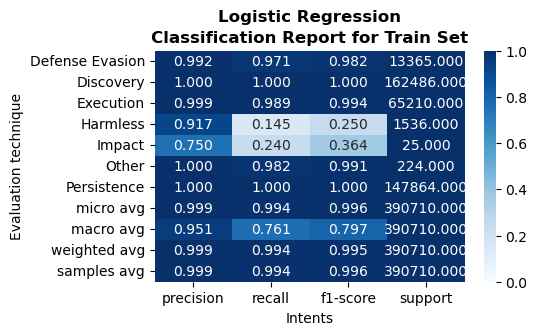 Logistic Regression
Classification Report for Train Set
Evaluation technique
Defense Evasion 0.992 0.971 0.982 13365.000
Discovery 1.000 1.000 1.000 162486.000
Execution 0.999 0.989 0.994 65210.000
Harmless 0.917 0.145 0.250 1536.000
Impact 0.750 0.240 0.364 25.000
Other 1.000 0.982 0.991 224.000
Persistence 1.000 1.000 1.000 147864.000
micro avg 0.999 0.994 0.996 390710.000
macro avg 0.951 0.761 0.797 390710.000
weighted avg 0.999 0.994 0.995 390710.000
samples avg 0.999 0.994 0.996 390710.000
precision recall f1-score support
Intents
1.0
0.8
0.6
0.4
0.2
0.0